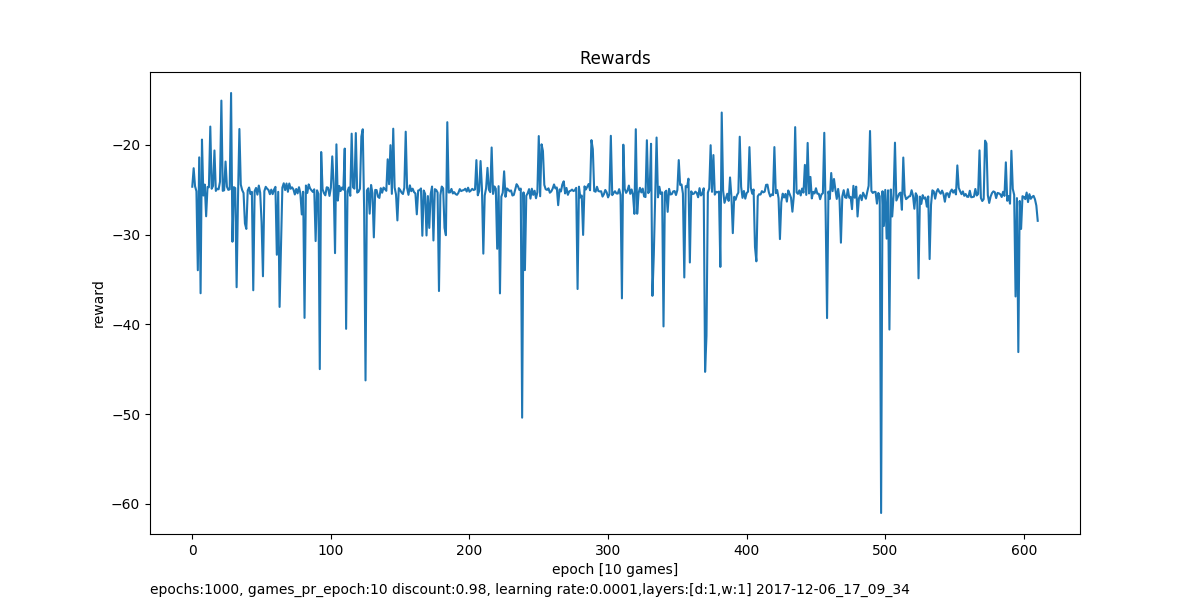 Rewards
reward
−20
−30
−40
−50
−60
0 100 200 300 400 500 600
epoch [10 games]
epochs:1000, games_pr_epoch:10 discount:0.98, learning rate:0.0001,layers:[d:1,w:1] 2017-12-06_17_09_34